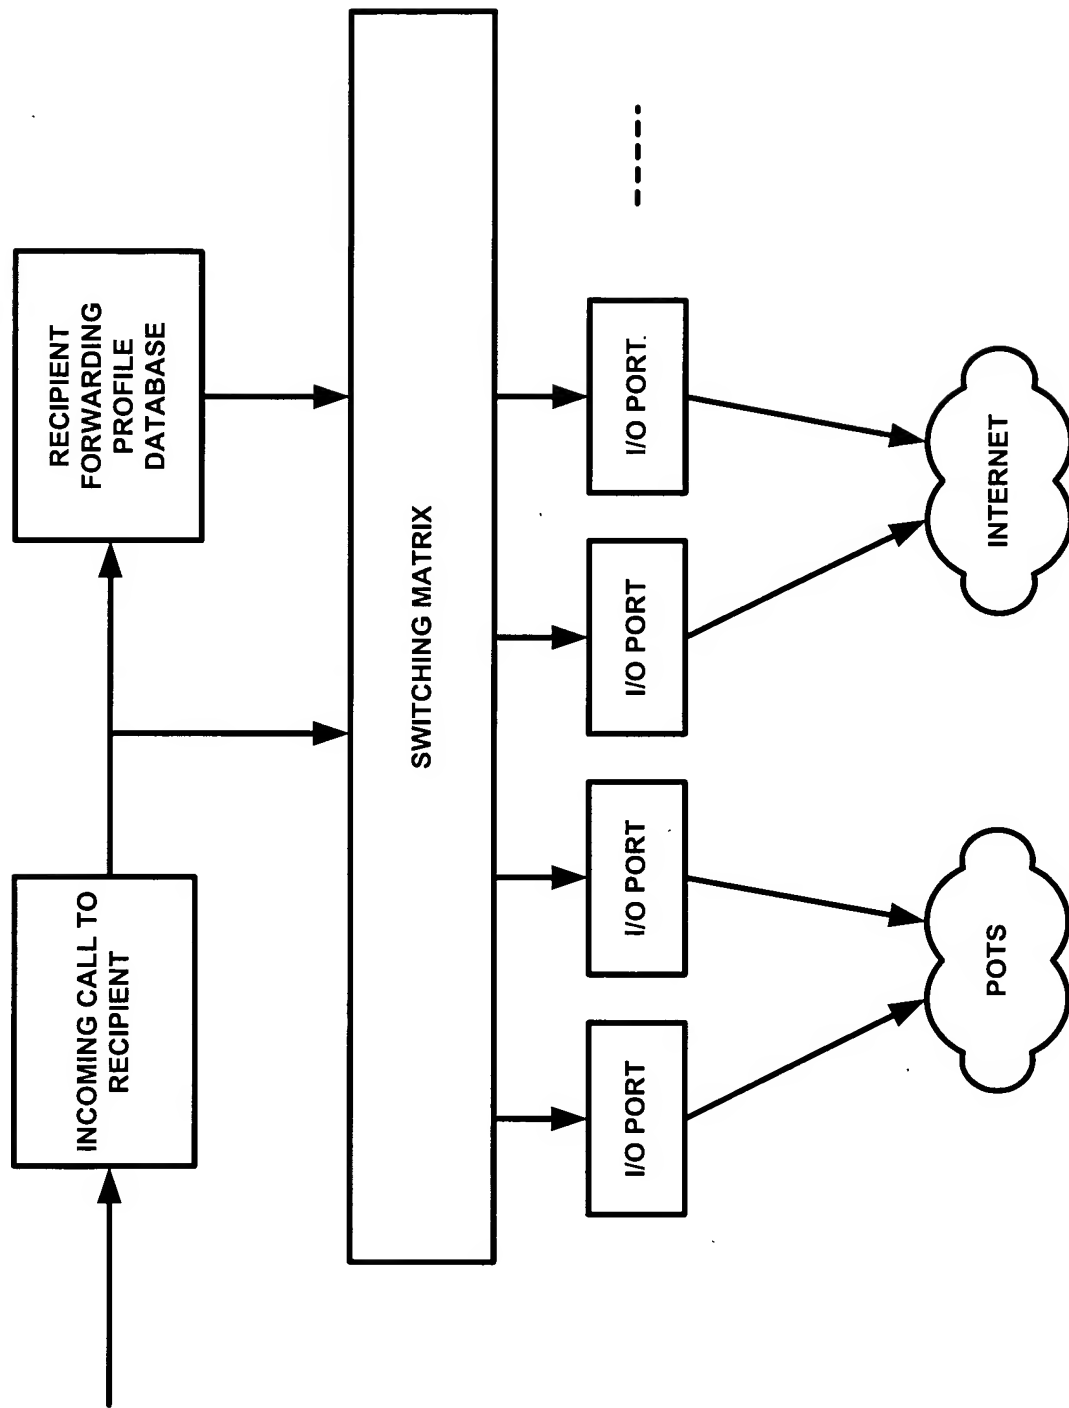 INCOMING CALL TO
RECIPIENT
RECIPIENT
FORWARDING
PROFILE
DATABASE
SWITCHING MATRIX
I/O PORT
I/O PORT
I/O PORT
I/O PORT.
POTS
INTERNET